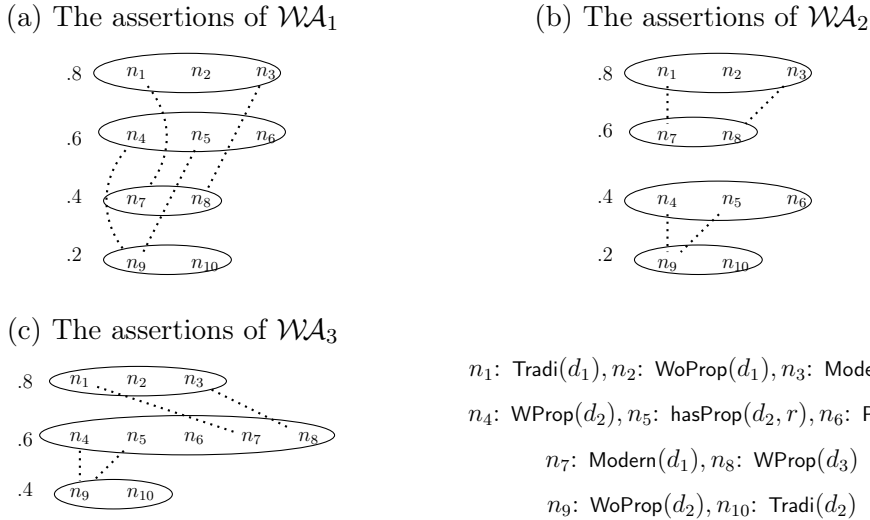 (a) The assertions of 𝒲𝒜₁
.8 n₁ n₂ n₃
.6 n₄ n₅ n₆
.4 n₇ n₈
.2 n₉ n₁₀
(b) The assertions of 𝒲𝒜₂
.8 n₁ n₂ n₃
.6 n₇ n₈
.4 n₄ n₅ n₆
.2 n₉ n₁₀
(c) The assertions of 𝒲𝒜₃
.8 n₁ n₂ n₃
.6 n₄ n₅ n₆ n₇ n₈
.4 n₉ n₁₀
n₁: Tradi(d₁), n₂: WoProp(d₁), n₃: Mode
n₄: WProp(d₂), n₅: hasProp(d₂, r), n₆:
n₇: Modern(d₁), n₈: WProp(d₃)
n₉: WoProp(d₂), n₁₀: Tradi(d₂)